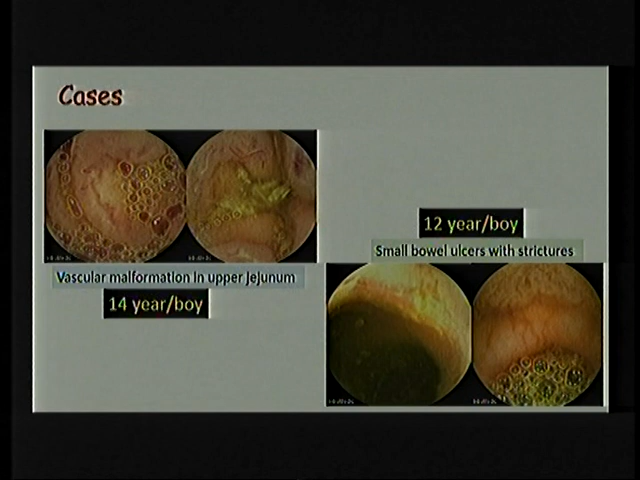 Cases
Vascular malformation in upper jejunum
14 year/boy
12 year/boy
Small bowel ulcers with strictures